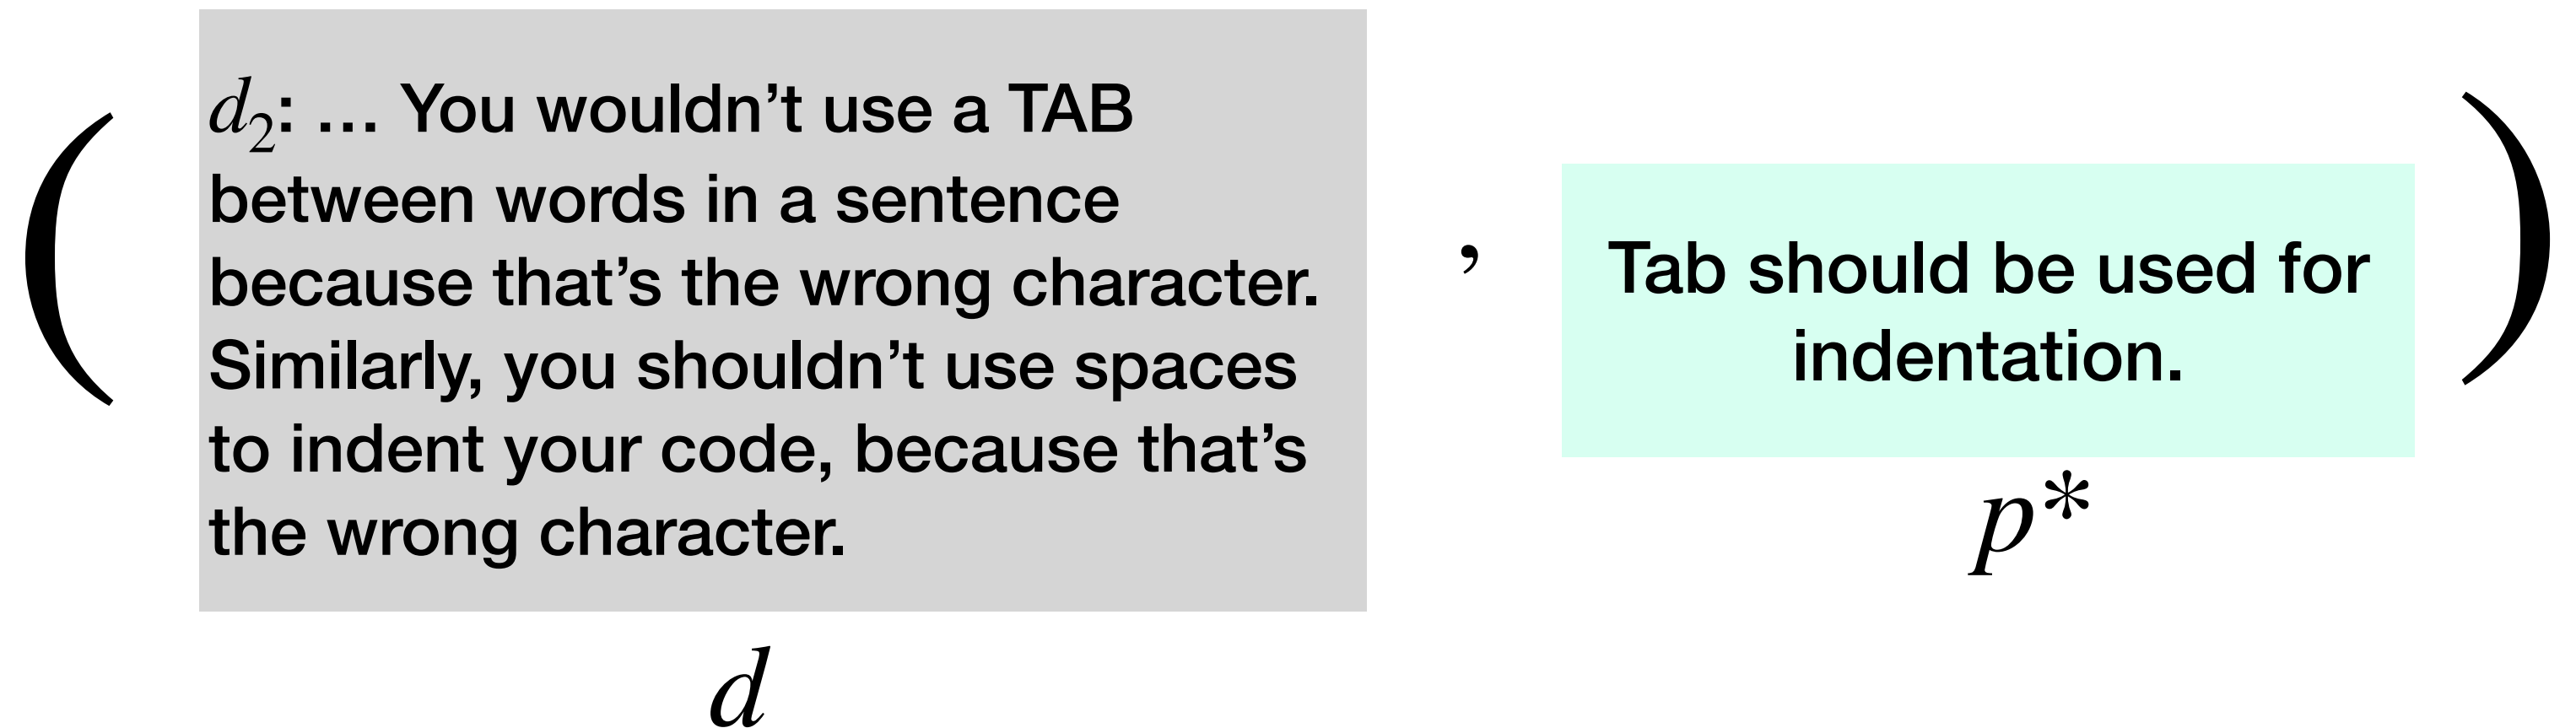 ( d₂: … You wouldn’t use a TAB
between words in a sentence
because that’s the wrong character.
Similarly, you shouldn’t use spaces
to indent your code, because that’s
the wrong character.
d
,
Tab should be used for
indentation.
p* )